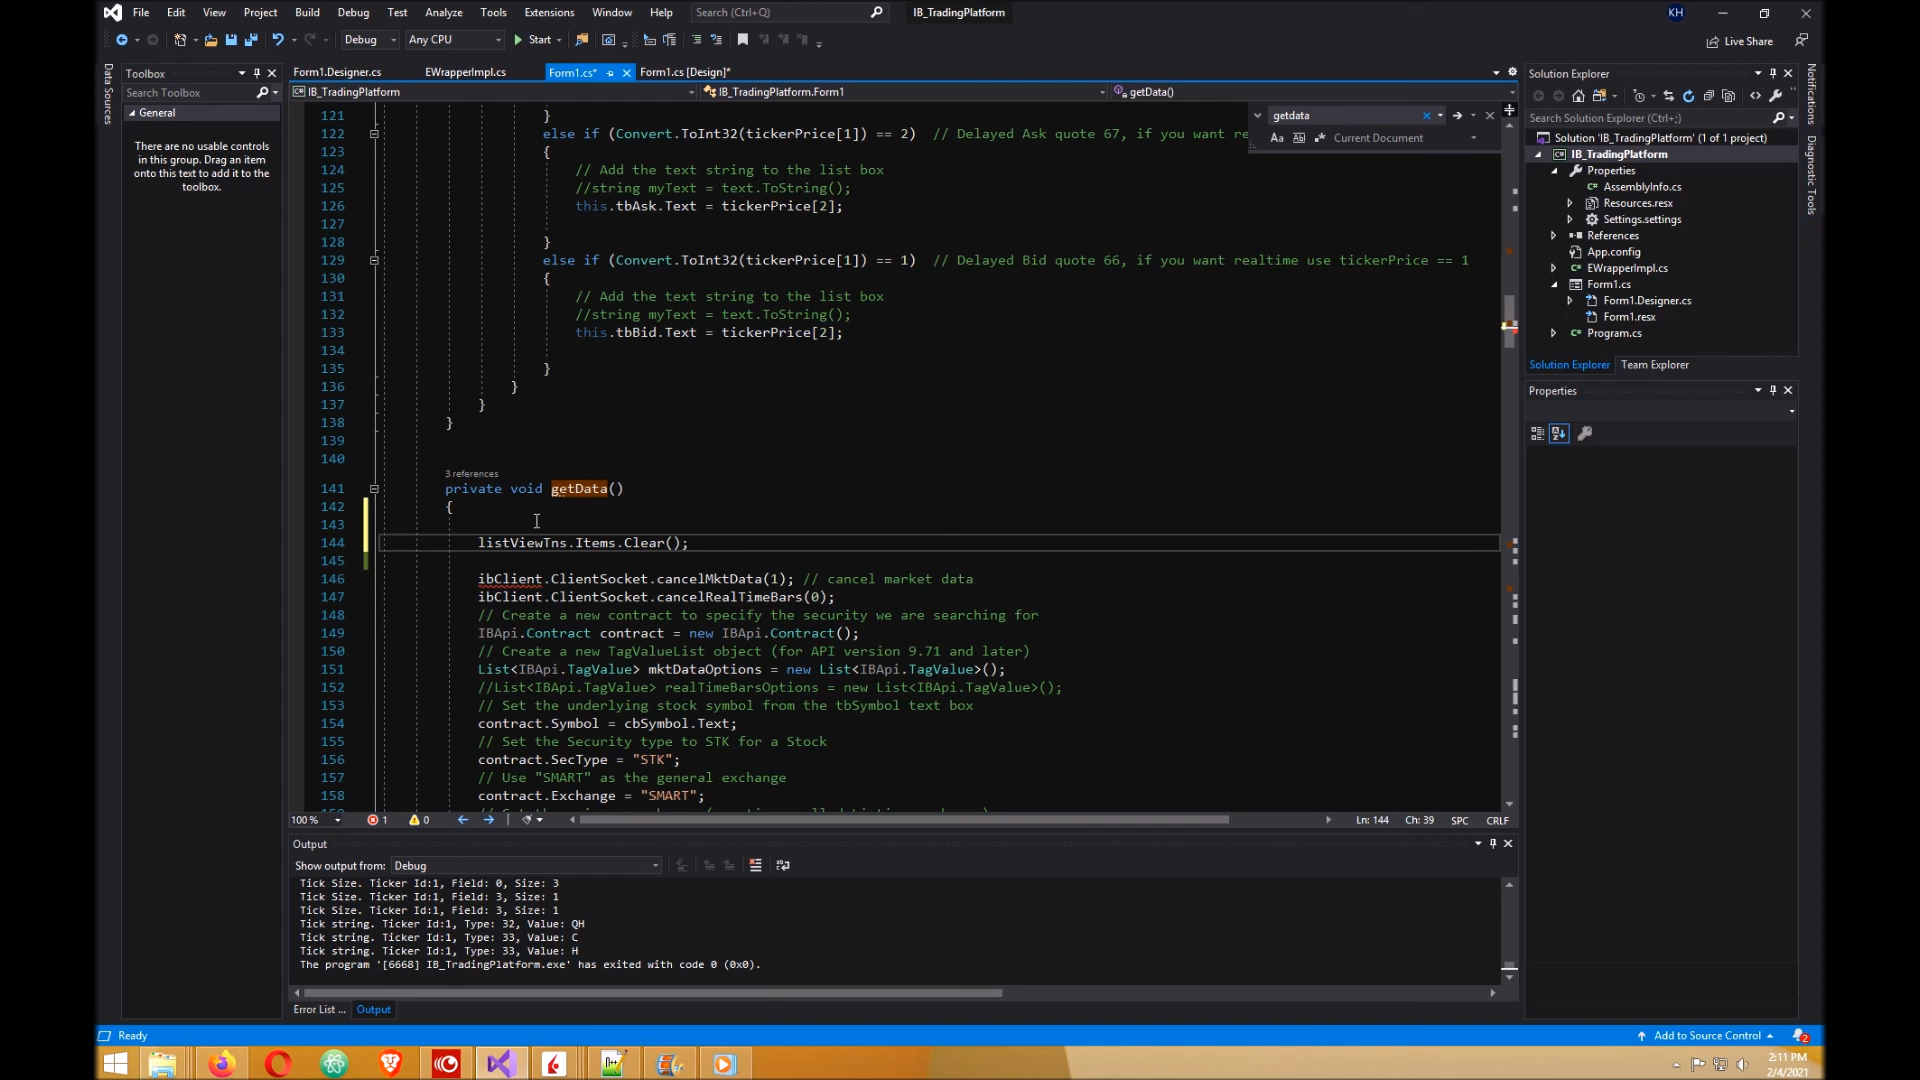 File Edit View Project Build Debug Test Analyze Tools Extensions Window Help Search (Ctrl+Q) IB_TradingPlatform KH
Debug Any CPU Start Live Share
Data Sources
Toolbox
Search Toolbox
General
There are no usable controls
in this group. Drag an item
onto this text to add it to the
toolbox.
Form1.Designer.cs EWrapperImpl.cs Form1.cs* Form1.cs [Design]*
IB_TradingPlatform IB_TradingPlatform.Form1 getData()
getdata
Aa Current Document
121 }
122 else if (Convert.ToInt32(tickerPrice[1]) == 2) // Delayed Ask quote 67, if you want re
123 {
124 // Add the text string to the list box
125 //string myText = text.ToString();
126 this.tbAsk.Text = tickerPrice[2];
127
128 }
129 else if (Convert.ToInt32(tickerPrice[1]) == 1) // Delayed Bid quote 66, if you want realtime use tickerPrice == 1
130 {
131 // Add the text string to the list box
132 //string myText = text.ToString();
133 this.tbBid.Text = tickerPrice[2];
134
135 }
136 }
137 }
138 }
139
140
3 references
141 private void getData()
142 {
143
144 listViewTns.Items.Clear();
145
146 ibClient.ClientSocket.cancelMktData(1); // cancel market data
147 ibClient.ClientSocket.cancelRealTimeBars(0);
148 // Create a new contract to specify the security we are searching for
149 IBApi.Contract contract = new IBApi.Contract();
150 // Create a new TagValueList object (for API version 9.71 and later)
151 List<IBApi.TagValue> mktDataOptions = new List<IBApi.TagValue>();
152 //List<IBApi.TagValue> realTimeBarsOptions = new List<IBApi.TagValue>();
153 // Set the underlying stock symbol from the tbSymbol text box
154 contract.Symbol = cbSymbol.Text;
155 // Set the Security type to STK for a Stock
156 contract.SecType = "STK";
157 // Use "SMART" as the general exchange
158 contract.Exchange = "SMART";
100 % 1 0 Ln: 144 Ch: 39 SPC CRLF
Output
Show output from: Debug
Tick Size. Ticker Id:1, Field: 0, Size: 3
Tick Size. Ticker Id:1, Field: 3, Size: 1
Tick Size. Ticker Id:1, Field: 3, Size: 1
Tick string. Ticker Id:1, Type: 32, Value: QH
Tick string. Ticker Id:1, Type: 33, Value: C
Tick string. Ticker Id:1, Type: 33, Value: H
The program '[6668] IB_TradingPlatform.exe' has exited with code 0 (0x0).
Error List ... Output
Solution Explorer
Search Solution Explorer (Ctrl+;)
Solution 'IB_TradingPlatform' (1 of 1 project)
IB_TradingPlatform
Properties
AssemblyInfo.cs
Resources.resx
Settings.settings
References
App.config
EWrapperImpl.cs
Form1.cs
Form1.Designer.cs
Form1.resx
Program.cs
Solution Explorer Team Explorer
Properties
Notifications
Diagnostic Tools
Ready Add to Source Control 2
2:11 PM
2/4/2021